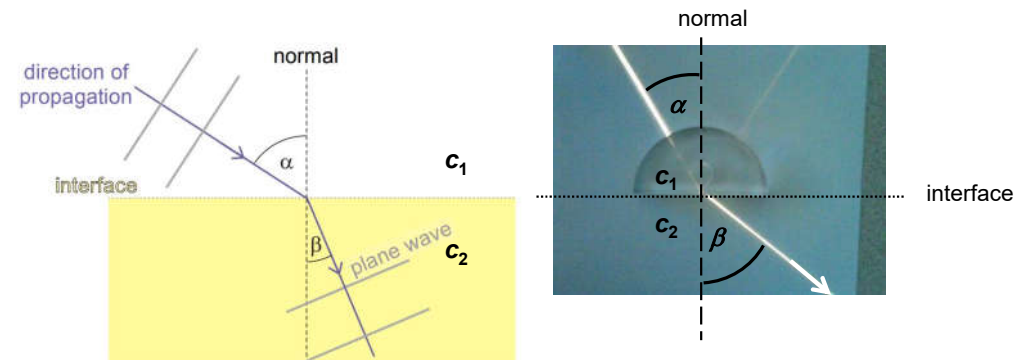 normal
direction of
propagation
α
c1
interface
β
c2
plane wave
normal
α
c1
interface
c2
β